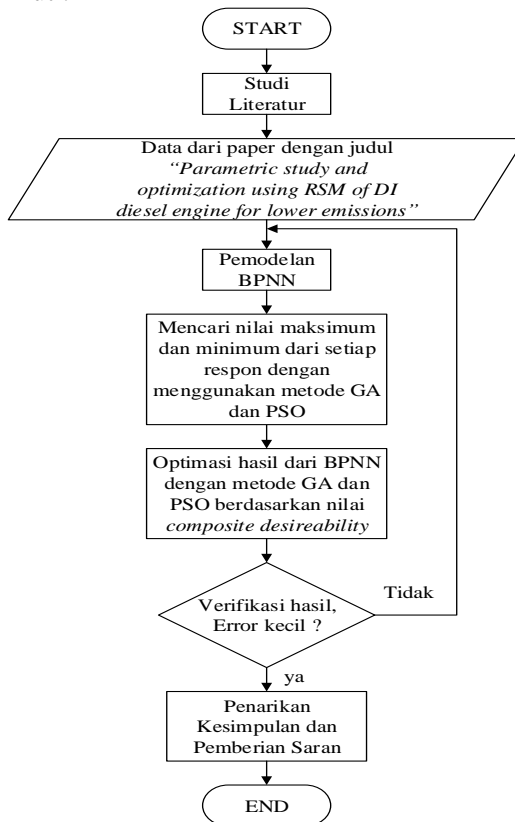 START
Studi
Literatur
Data dari paper dengan judul
“Parametric study and
optimization using RSM of DI
diesel engine for lower emissions”
Pemodelan
BPNN
Mencari nilai maksimum
dan minimum dari setiap
respon dengan
menggunakan metode GA
dan PSO
Optimasi hasil dari BPNN
dengan metode GA dan
PSO berdasarkan nilai
composite desireability
Verifikasi hasil,
Error kecil ?
Tidak
ya
Penarikan
Kesimpulan dan
Pemberian Saran
END